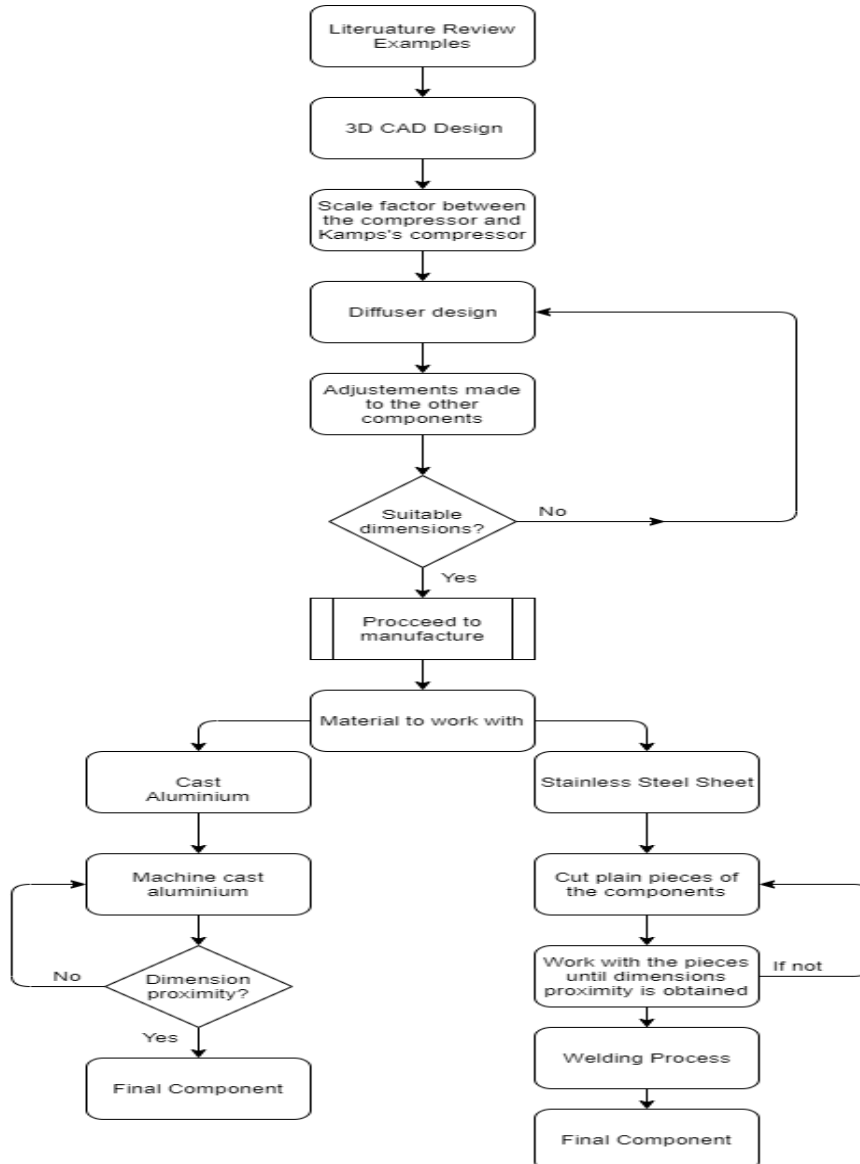 Literuature Review
Examples
3D CAD Design
Scale factor between
the compressor and
Kamps's compressor
Diffuser design
Adjustements made
to the other
components
Suitable
dimensions?
No
Yes
Procceed to
manufacture
Material to work with
Cast
Aluminium
Stainless Steel Sheet
Machine cast
aluminium
Cut plain pieces of
the components
No
Dimension
proximity?
Work with the pieces
until dimensions
proximity is obtained
If not
Yes
Welding Process
Final Component
Final Component